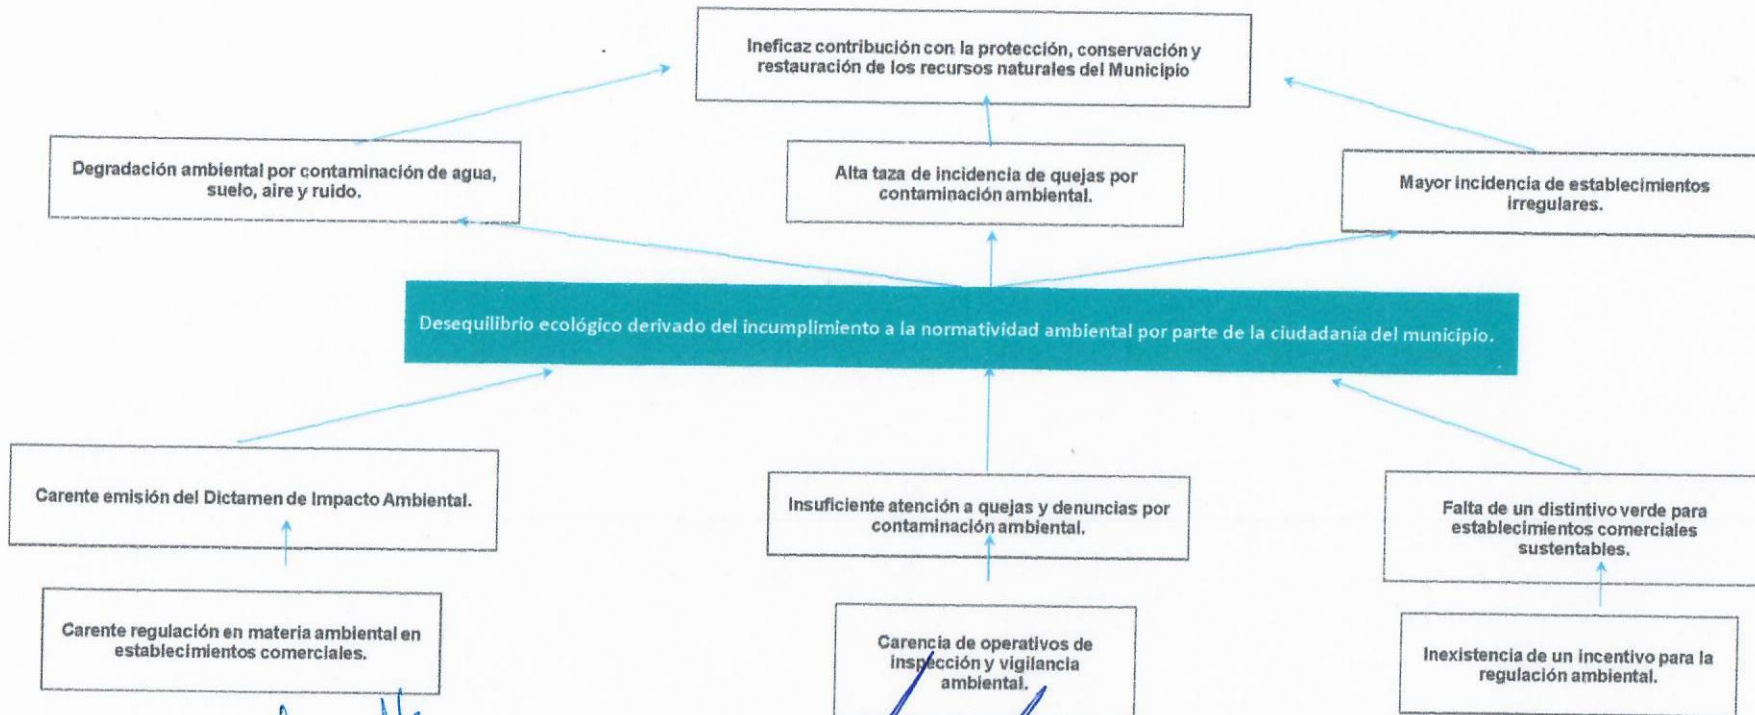 Ineficaz contribución con la protección, conservación y
restauración de los recursos naturales del Municipio
Degradación ambiental por contaminación de agua,
suelo, aire y ruido.
Alta taza de incidencia de quejas por
contaminación ambiental.
Mayor incidencia de establecimientos
irregulares.
Desequilibrio ecológico derivado del incumplimiento a la normatividad ambiental por parte de la ciudadanía del municipio.
Carente emisión del Dictamen de Impacto Ambiental.
Insuficiente atención a quejas y denuncias por
contaminación ambiental.
Falta de un distintivo verde para
establecimientos comerciales
sustentables.
Carente regulación en materia ambiental en
establecimientos comerciales.
Carencia de operativos de
inspección y vigilancia
ambiental.
Inexistencia de un incentivo para la
regulación ambiental.